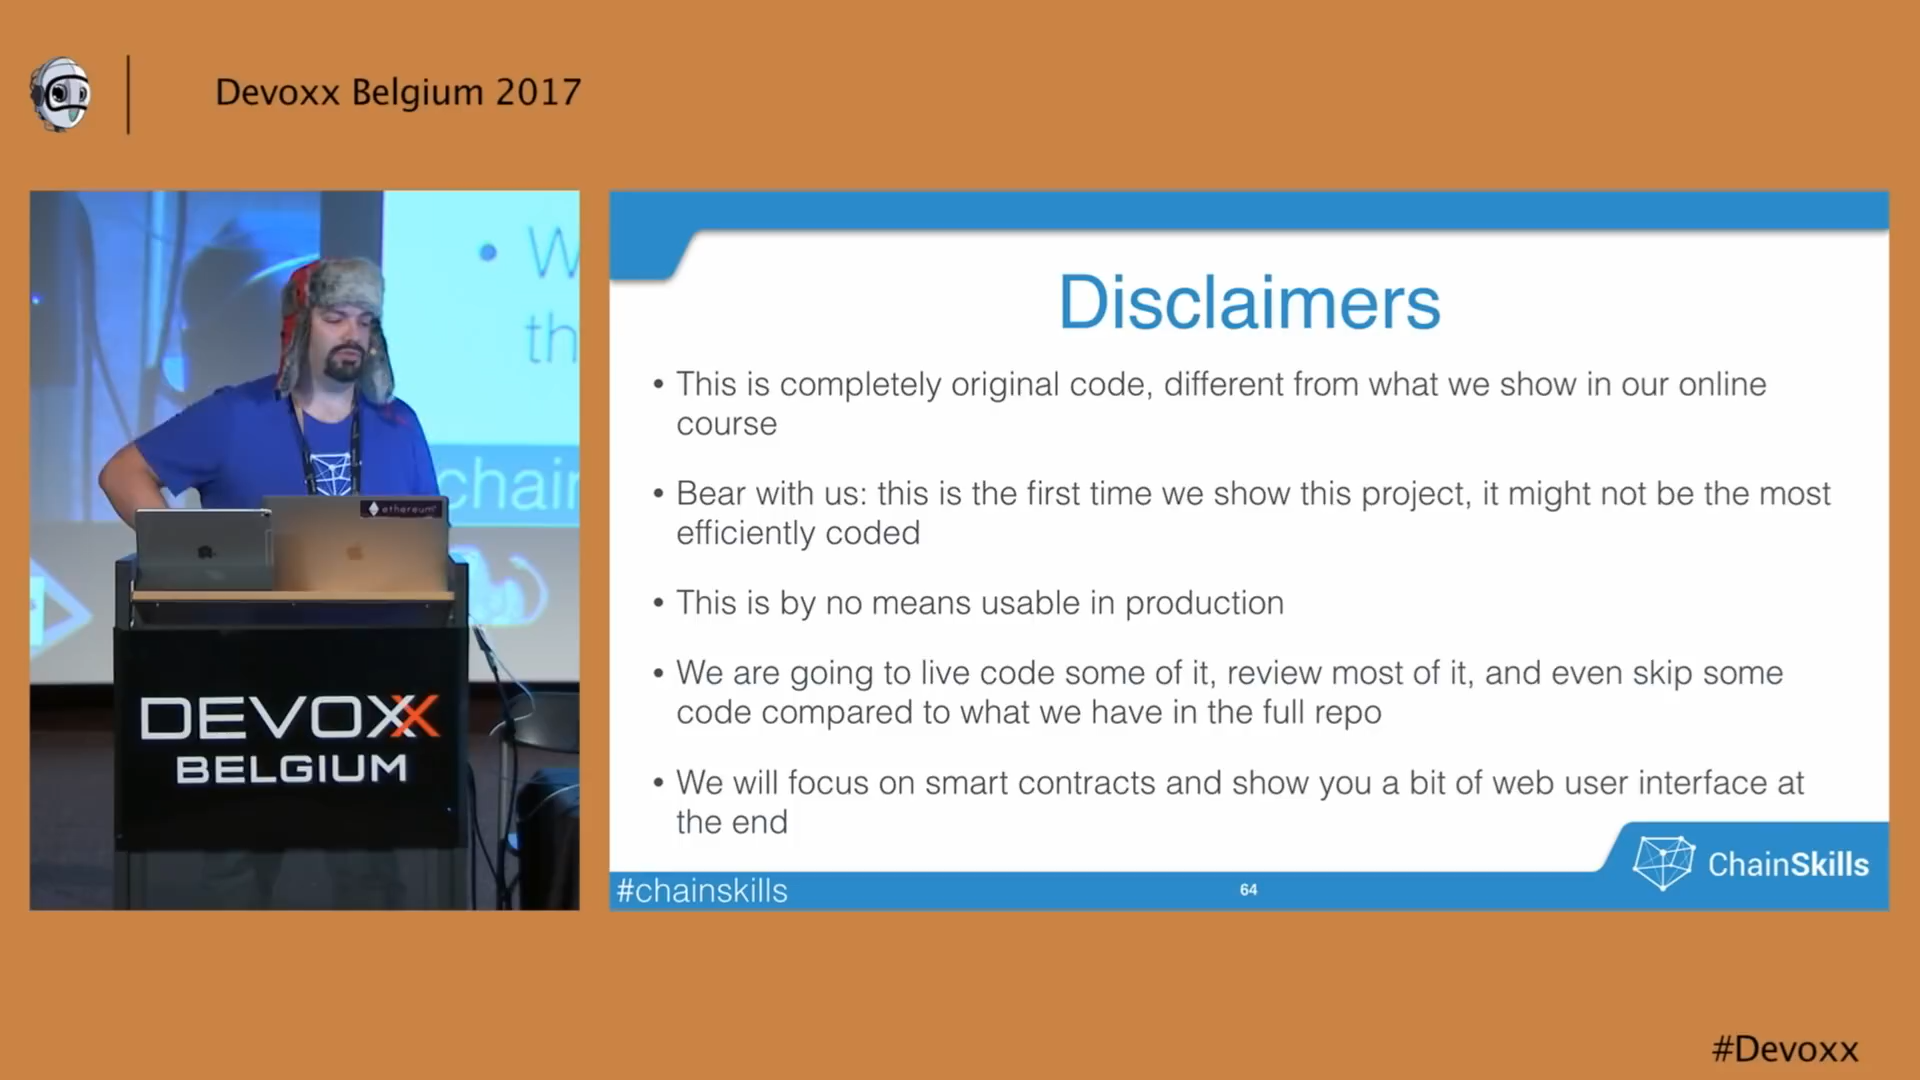 Devoxx Belgium 2017
• W
th
chain
ethereum
DEVOXX
BELGIUM
Disclaimers
• This is completely original code, different from what we show in our online
course
• Bear with us: this is the first time we show this project, it might not be the most
efficiently coded
• This is by no means usable in production
• We are going to live code some of it, review most of it, and even skip some
code compared to what we have in the full repo
• We will focus on smart contracts and show you a bit of web user interface at
the end
ChainSkills
#chainskills
64
#Devoxx